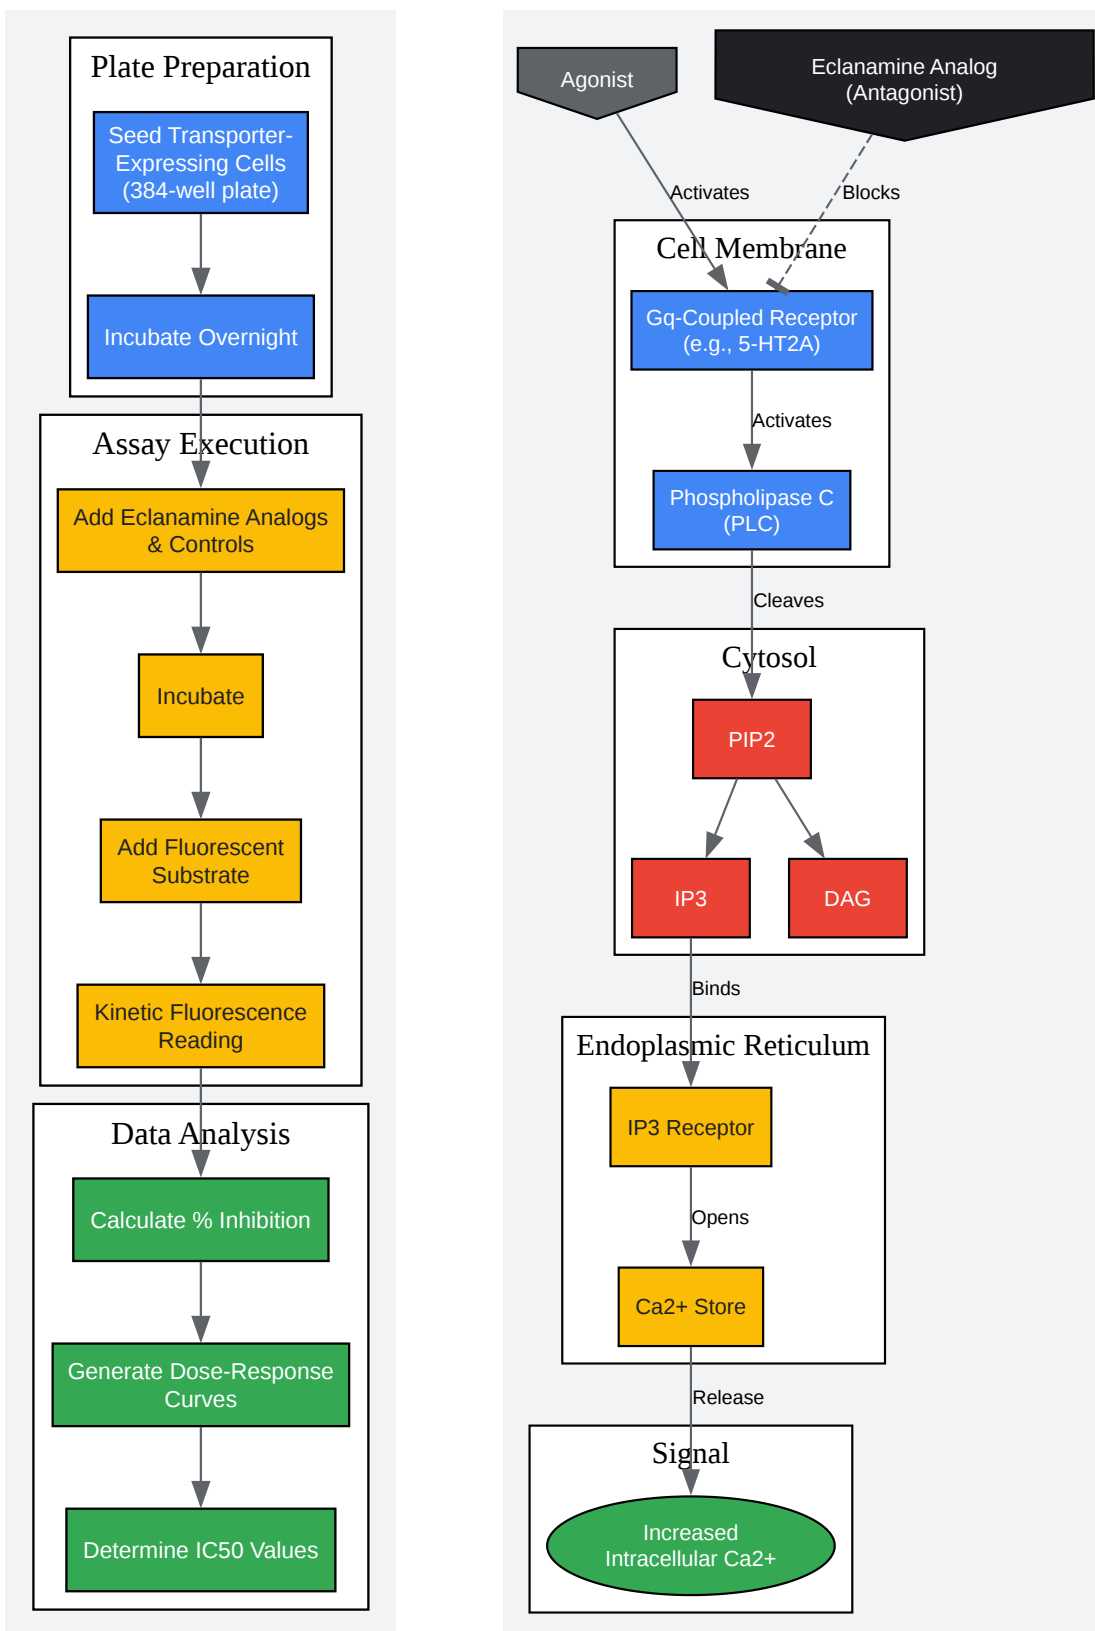 Plate Preparation
Seed Transporter-
Expressing Cells
(384-well plate)
Incubate Overnight
Assay Execution
Add Eclanamine Analogs
& Controls
Incubate
Add Fluorescent
Substrate
Kinetic Fluorescence
Reading
Data Analysis
Calculate % Inhibition
Generate Dose-Response
Curves
Determine IC50 Values
Agonist
Eclanamine Analog
(Antagonist)
Activates
Blocks
Cell Membrane
Gq-Coupled Receptor
(e.g., 5-HT2A)
Activates
Phospholipase C
(PLC)
Cleaves
Cytosol
PIP2
IP3
DAG
Binds
Endoplasmic Reticulum
IP3 Receptor
Opens
Ca2+ Store
Release
Signal
Increased
Intracellular Ca2+